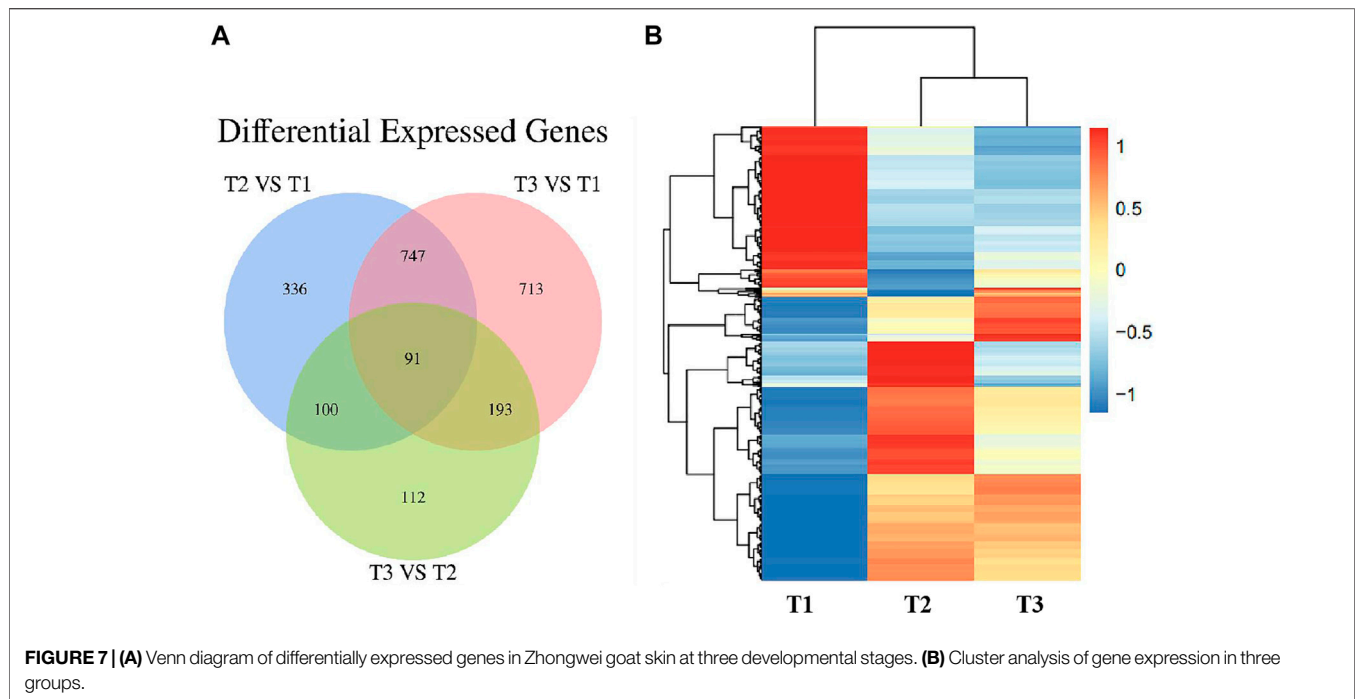 A
B
Differential Expressed Genes
T2 VS T1
T3 VS T1
747
336
713
91
100
193
112
T3 VS T2
1
0.5
0
−0.5
−1
T1
T2
T3
FIGURE 7 | (A) Venn diagram of differentially expressed genes in Zhongwei goat skin at three developmental stages. (B) Cluster analysis of gene expression in three
groups.